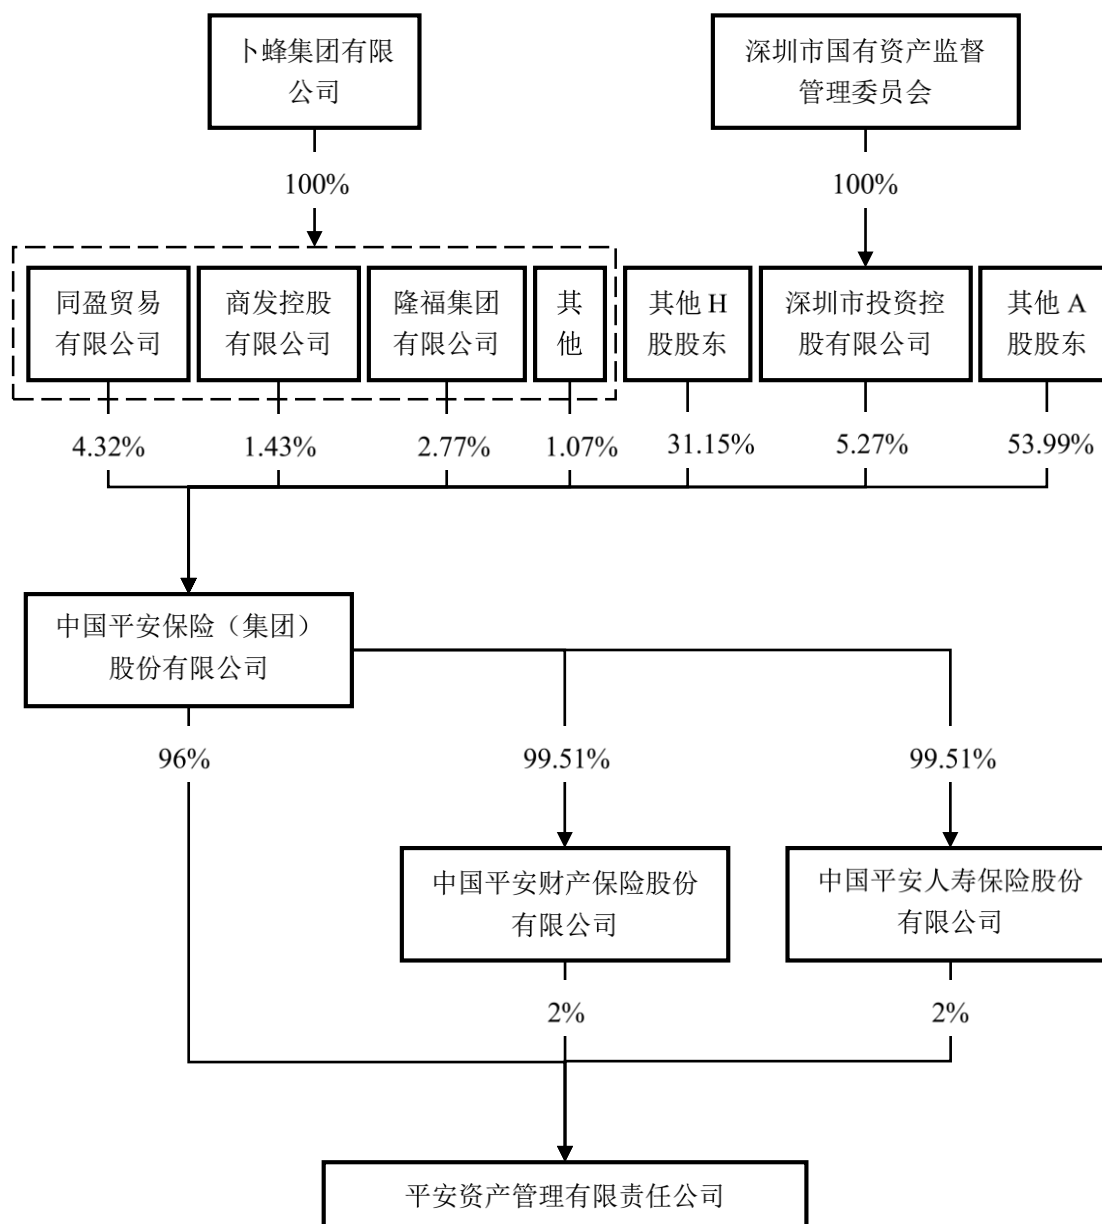 卜蜂集团有限
公司
深圳市国有资产监督
管理委员会
100%
100%
同盈贸易
有限公司
商发控股
有限公司
隆福集团
有限公司
其
他
其他 H
股股东
深圳市投资控
股有限公司
其他 A
股股东
4.32%
1.43%
2.77%
1.07%
31.15%
5.27%
53.99%
中国平安保险（集团）
股份有限公司
96%
99.51%
99.51%
中国平安财产保险股份
有限公司
中国平安人寿保险股份
有限公司
2%
2%
平安资产管理有限责任公司